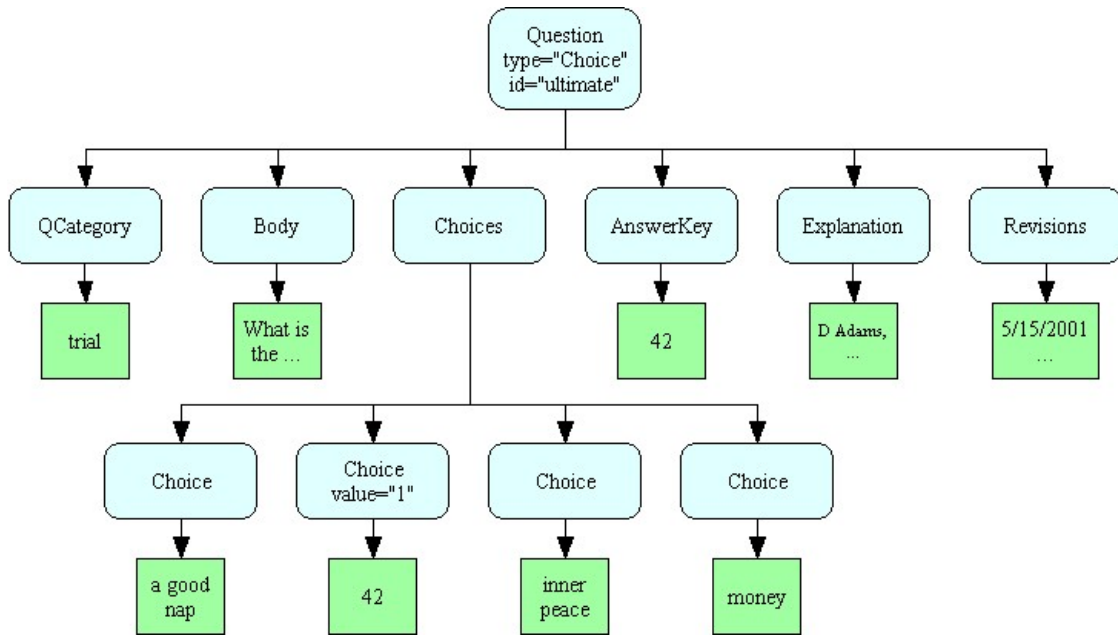 Question
type="Choice"
id="ultimate"
QCategory
Body
Choices
AnswerKey
Explanation
Revisions
trial
What is
the ...
42
D Adams,
...
5/15/2001
...
Choice
Choice
value="1"
Choice
Choice
a good
nap
42
inner
peace
money